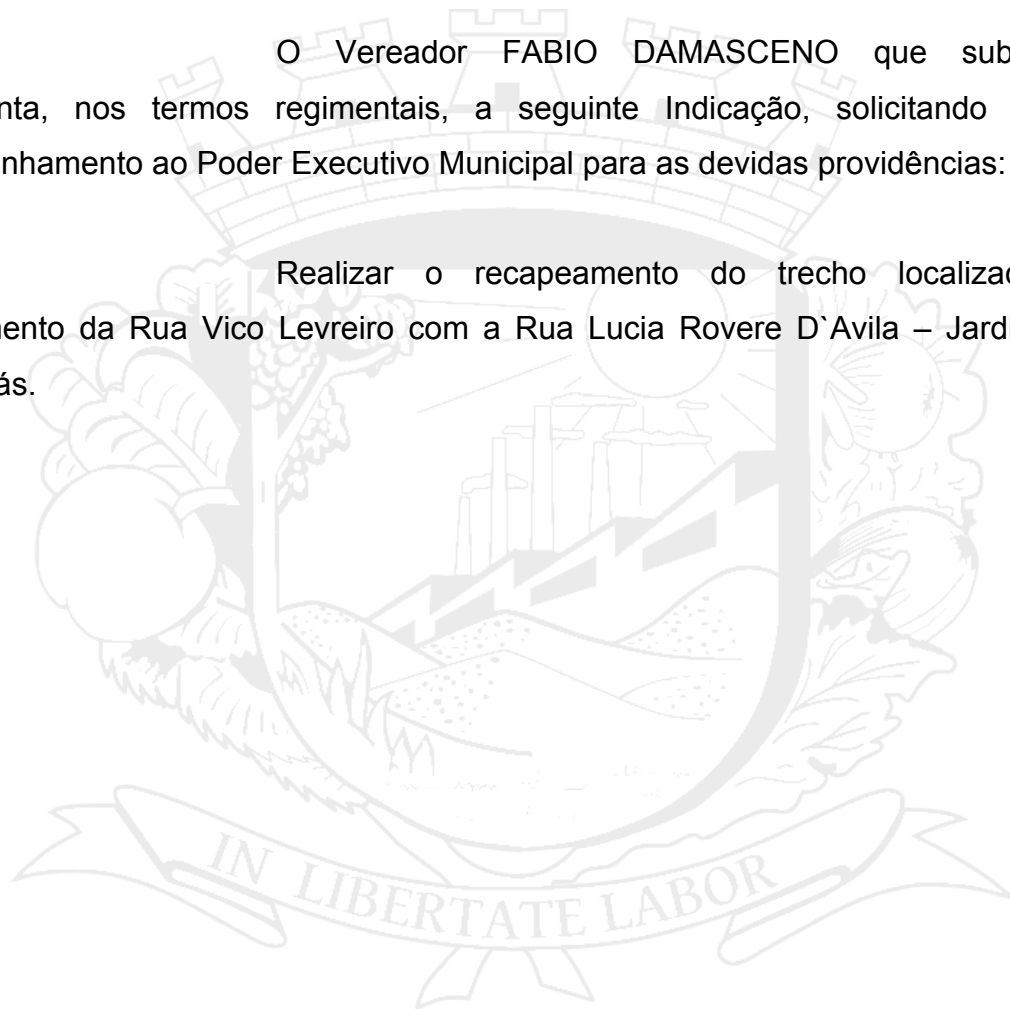 O Vereador FABIO DAMASCENO que sub
nta, nos termos regimentais, a seguinte Indicação, solicitando
nhamento ao Poder Executivo Municipal para as devidas providências:
Realizar o recapeamento do trecho localiza
ento da Rua Vico Levreiro com a Rua Lucia Rovere D`Avila – Jardi
ás.
IN LIBERTATE LABOR